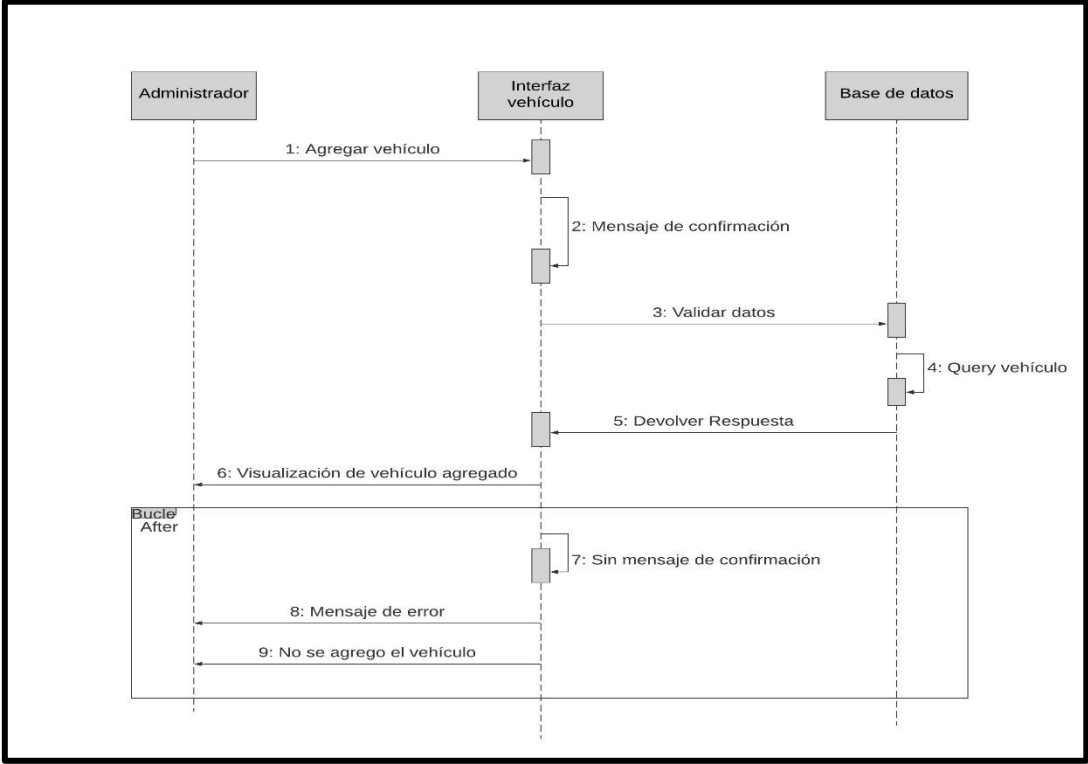 Administrador
Interfaz
vehículo
Base de datos
1: Agregar vehículo
2: Mensaje de confirmación
3: Validar datos
4: Query vehículo
5: Devolver Respuesta
6: Visualización de vehículo agregado
Bucle
After
7: Sin mensaje de confirmación
8: Mensaje de error
9: No se agrego el vehículo